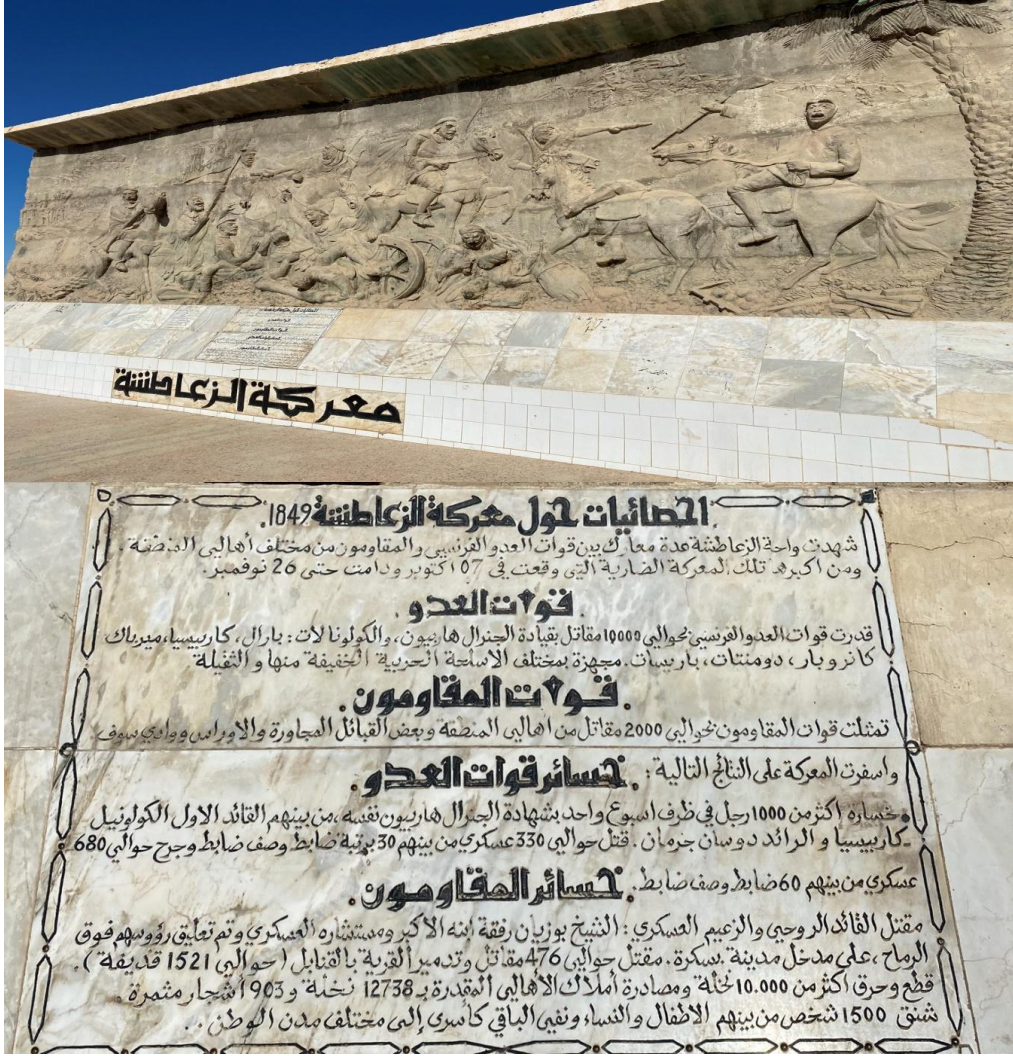 معركة الزعاطشة
احصائيات حول معركة الزعاطشة 1849.
شهدت واحة الزعاطشة عدة معارك بين قوات العدو الفرنسي والمقاومون من مختلف أهالي المنطقة.
ومن اكبرها تلك المعركة الضارية التي وقعت في 07 اكتوبر ودامت حتى 26 نوفمبر.
قوات العدو.
قدرت قوات العدو الفرنسي بحوالي 10000 مقاتل بقيادة الجنرال هاربيون، والكولونالات: بارال، كاربيسيا، ميرباك
كانروبار، دومنتات، باريسات. مجهزة بمختلف الاسلحة الحربية الخفيفة منها والثقيلة
قوات المقاومون.
تمثلت قوات المقاومون بحوالي 2000 مقاتل من اهالي المنطقة وبعض القبائل المجاورة والاوراس ووادي سوف
واسفرت المعركة على النتائج التالية: خسائر قوات العدو.
خساره اكثر من 1000 رجل في ظرف اسبوع واحد بشهادة الجنرال هاربيون نفسه، من بينهم القائد الاول الكولونيل
كاربيسيا و الرائد دوسان جرمان. قتل حوالي 330 عسكري من بينهم 30 برتبة ضابط وصف ضابط وجرح حوالي 680
عسكري من بينهم 60 ضابط وصف ضابط. خسائر المقاومون.
مقتل القائد الروحي والزعيم العسكري: الشيخ بوزيان رفقة ابنه الأكبر ومستشاره العسكري وتم تعليق رؤوسهم فوق
الرماح، على مدخل مدينة بسكرة. مقتل حوالي 476 مقاتل وتدمير القرية بالقنابل (حوالي 1521 قديفة).
قطع وحرق اكثر من 10.000 نخلة ومصادرة أملاك الأهالي المقدرة بـ 12738 نخلة و 903 أشجار مثمرة.
شنق 1500 شخص من بينهم الاطفال والنساء ونفي الباقي كأسرى إلى مختلف مدن الوطن..